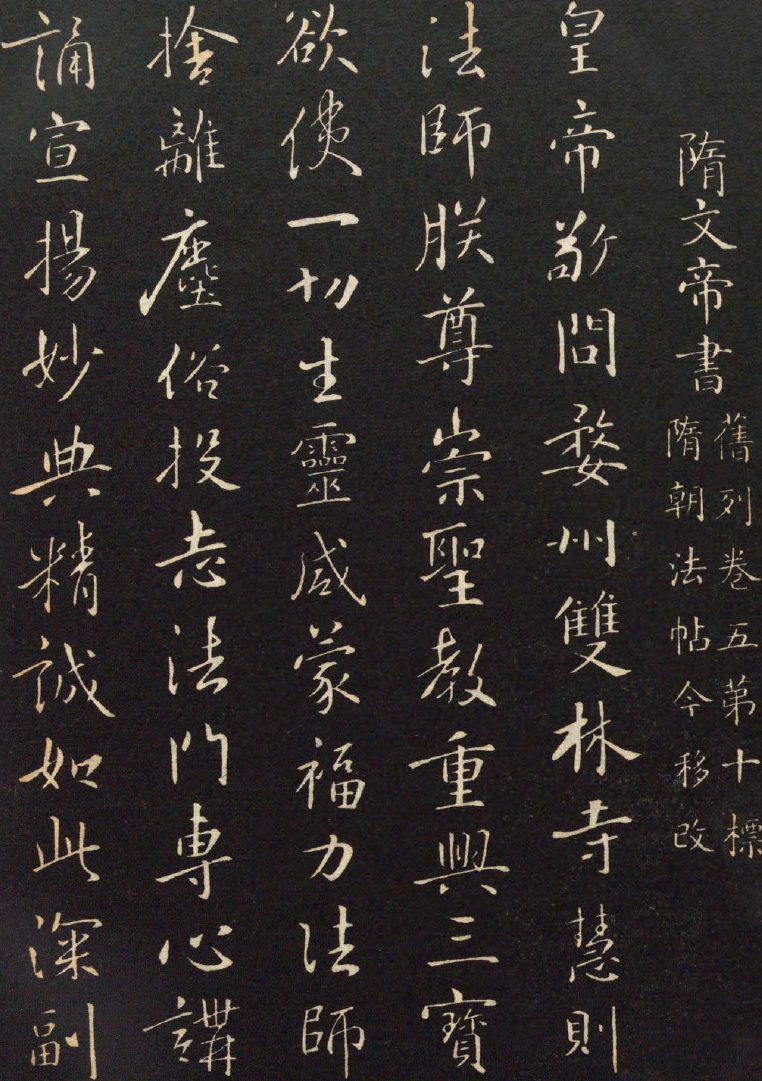 隋文帝書
舊列卷五第十標
隋朝法帖今移改
皇帝敬問婺州雙林寺慧則
法師朕尊崇聖教重興三寶
欲使一切生靈咸蒙福力法師
捨離塵俗投志法門專心講
誦宣揚妙典精誠如此深副